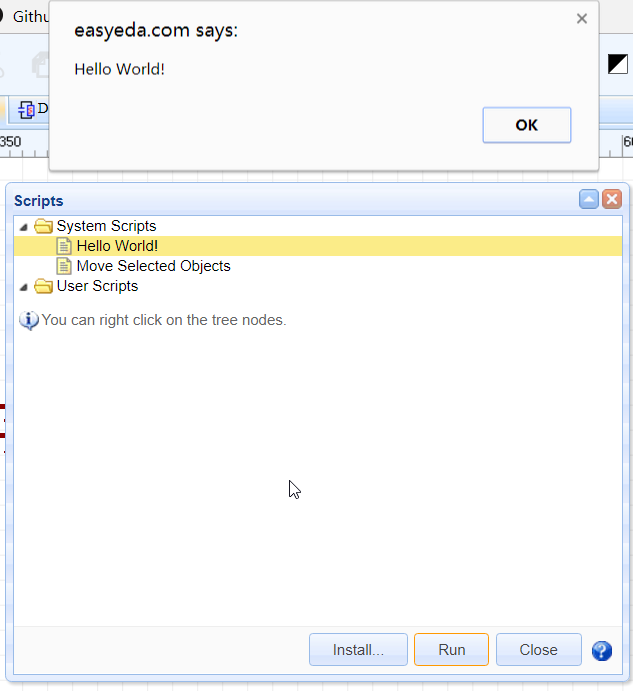 Githu
easyeda.com says:
Hello World!
OK
D
350
60
Scripts
System Scripts
Hello World!
Move Selected Objects
User Scripts
You can right click on the tree nodes.
Install...
Run
Close